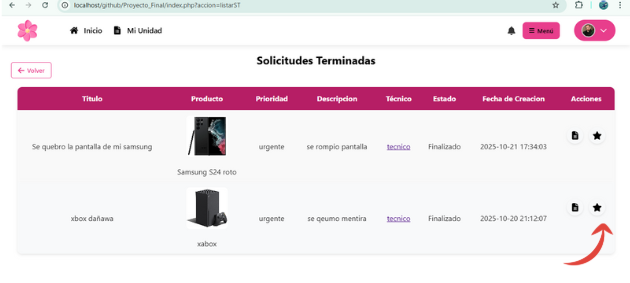 localhost/github/Proyecto_Final/index.php?accion=listarST
Inicio Mi Unidad
Menú
Volver
Solicitudes Terminadas
Titulo Producto Prioridad Descripcion Técnico Estado Fecha de Creacion Acciones
Se quebro la pantalla de mi samsung urgente se rompio pantalla tecnico Finalizado 2025-10-21 17:34:03
Samsung S24 roto
xbox dañawa urgente se qeumo mentira tecnico Finalizado 2025-10-20 21:12:07
xabox